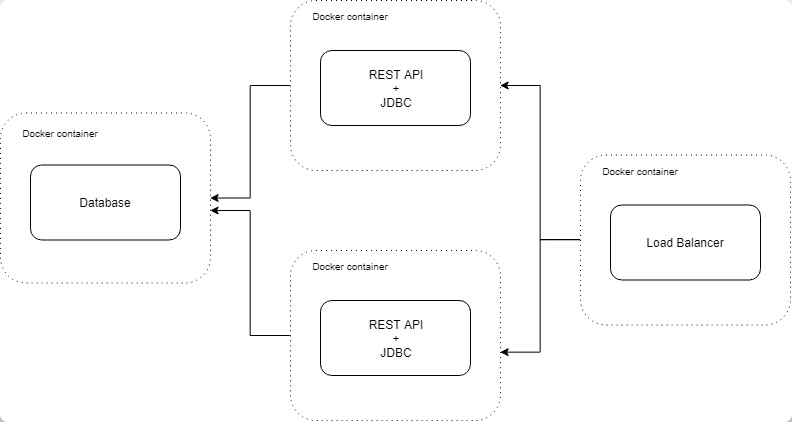 Docker container
REST API
+
JDBC
Docker container
Database
Docker container
Load Balancer
Docker container
REST API
+
JDBC